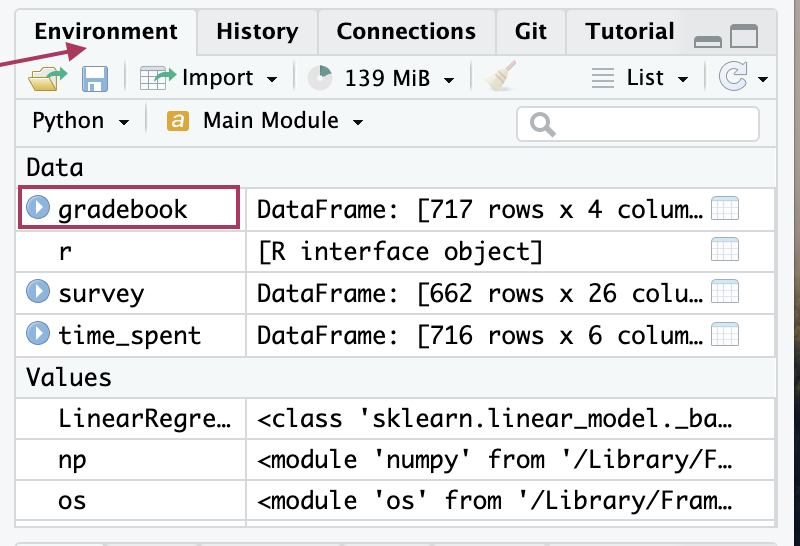 Environment History Connections Git Tutorial
Import 139 MiB List
Python a Main Module
Data
gradebook DataFrame: [717 rows x 4 colum…
r [R interface object]
survey DataFrame: [662 rows x 26 colu…
time_spent DataFrame: [716 rows x 6 colum…
Values
LinearRegre… <class 'sklearn.linear_model._ba…
np <module 'numpy' from '/Library/F…
os <module 'os' from '/Library/Fram…